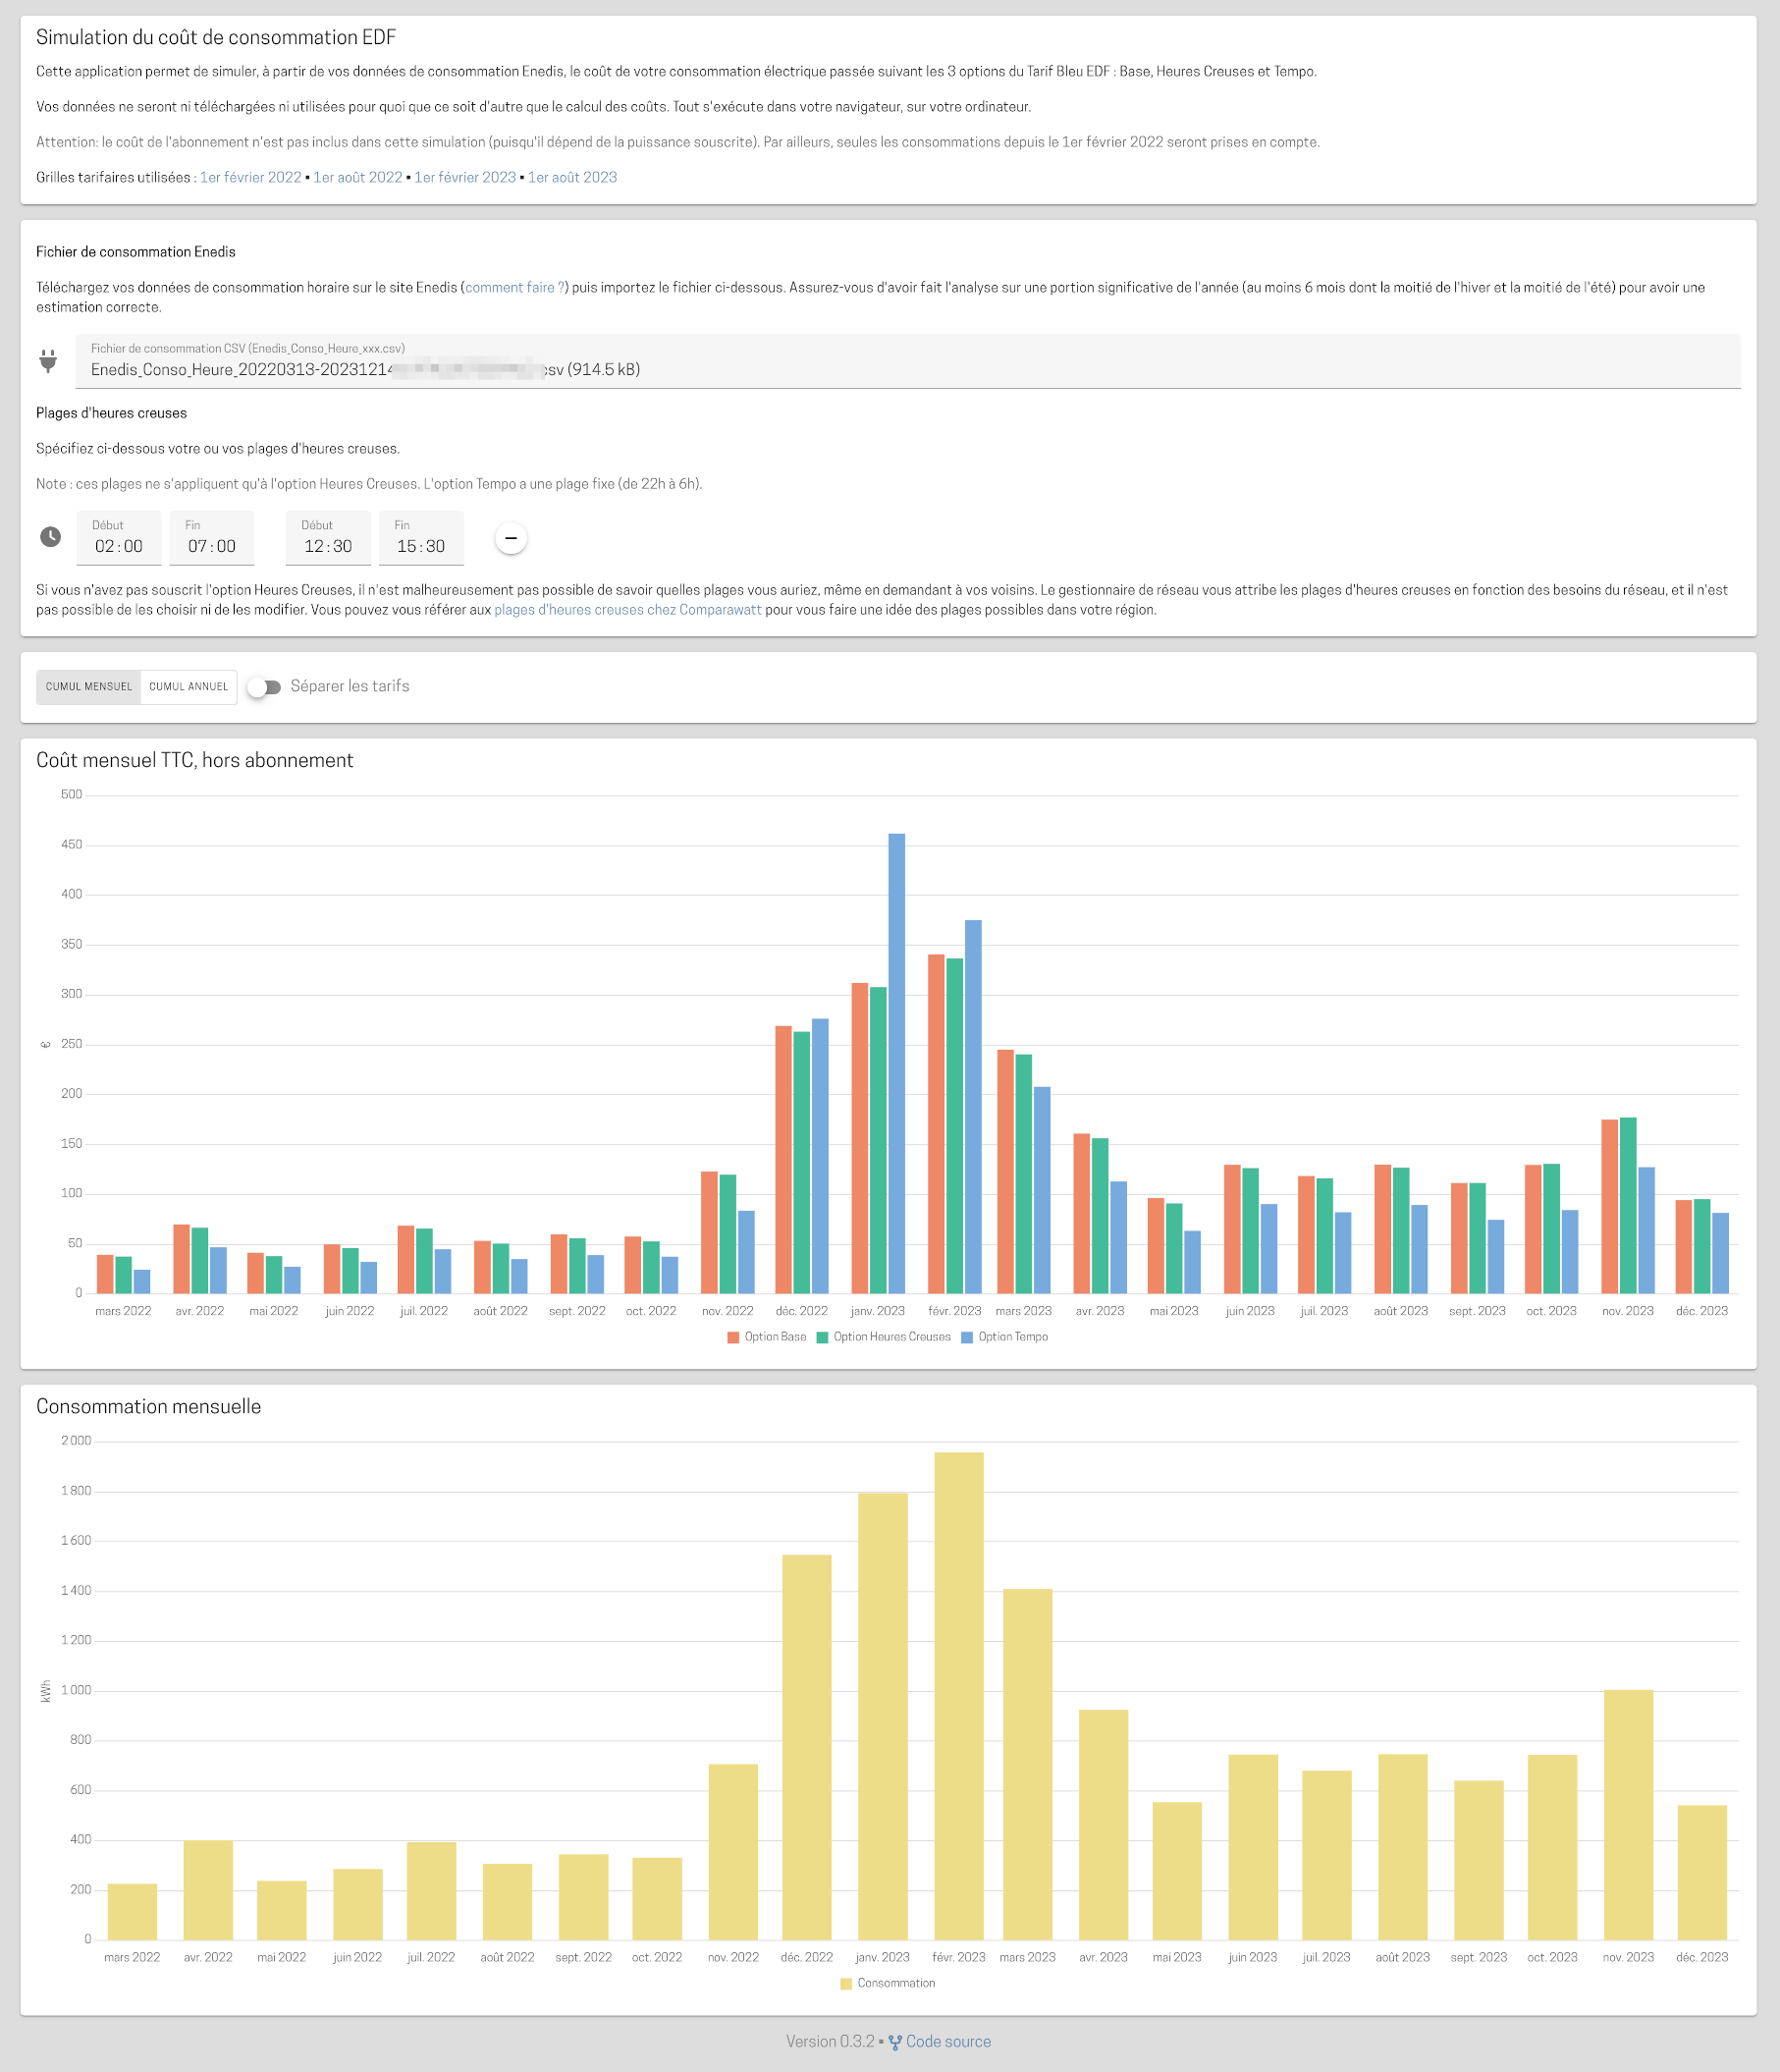 Simulation du coût de consommation EDF
Cette application permet de simuler, à partir de vos données de consommation Enedis, le coût de votre consommation électrique passée suivant les 3 options du Tarif Bleu EDF : Base, Heures Creuses et Tempo.
Vos données ne seront ni téléchargées ni utilisées pour quoi que ce soit d'autre que le calcul des coûts. Tout s'exécute dans votre navigateur, sur votre ordinateur.
Attention: le coût de l'abonnement n'est pas inclus dans cette simulation (puisqu'il dépend de la puissance souscrite). Par ailleurs, seules les consommations depuis le 1er février 2022 seront prises en compte.
Grilles tarifaires utilisées : 1er février 2022 ▪ 1er août 2022 ▪ 1er février 2023 ▪ 1er août 2023
Fichier de consommation Enedis
Téléchargez vos données de consommation horaire sur le site Enedis (comment faire ?) puis importez le fichier ci-dessous. Assurez-vous d'avoir fait l'analyse sur une portion significative de l'année (au moins 6 mois dont la moitié de l'hiver et la moitié de l'été) pour avoir une
estimation correcte.
Fichier de consommation CSV (Enedis_Conso_Heure_xxx.csv)
Enedis_Conso_Heure_20220313-20231214 csv (914.5 kB)
Plages d'heures creuses
Spécifiez ci-dessous votre ou vos plages d'heures creuses.
Note : ces plages ne s'appliquent qu'à l'option Heures Creuses. L'option Tempo a une plage fixe (de 22h à 6h).
Début Fin Début Fin
02:00 07:00 12:30 15:30
Si vous n'avez pas souscrit l'option Heures Creuses, il n'est malheureusement pas possible de savoir quelles plages vous auriez, même en demandant à vos voisins. Le gestionnaire de réseau vous attribe les plages d'heures creuses en fonction des besoins du réseau, et il n'est
pas possible de les choisir ni de les modifier. Vous pouvez vous référer aux plages d'heures creuses chez Comparawatt pour vous faire une idée des plages possibles dans votre région.
CUMUL MENSUEL CUMUL ANNUEL Séparer les tarifs
Coût mensuel TTC, hors abonnement
500
450
400
350
300
€ 250
200
150
100
50
0
mars 2022 avr. 2022 mai 2022 juin 2022 juil. 2022 août 2022 sept. 2022 oct. 2022 nov. 2022 déc. 2022 janv. 2023 févr. 2023 mars 2023 avr. 2023 mai 2023 juin 2023 juil. 2023 août 2023 sept. 2023 oct. 2023 nov. 2023 déc. 2023
Option Base Option Heures Creuses Option Tempo
Consommation mensuelle
2 000
1 800
1 600
1 400
1 200
kWh 1 000
800
600
400
200
0
mars 2022 avr. 2022 mai 2022 juin 2022 juil. 2022 août 2022 sept. 2022 oct. 2022 nov. 2022 déc. 2022 janv. 2023 févr. 2023 mars 2023 avr. 2023 mai 2023 juin 2023 juil. 2023 août 2023 sept. 2023 oct. 2023 nov. 2023 déc. 2023
Consommation
Version 0.3.2 ▪ Code source